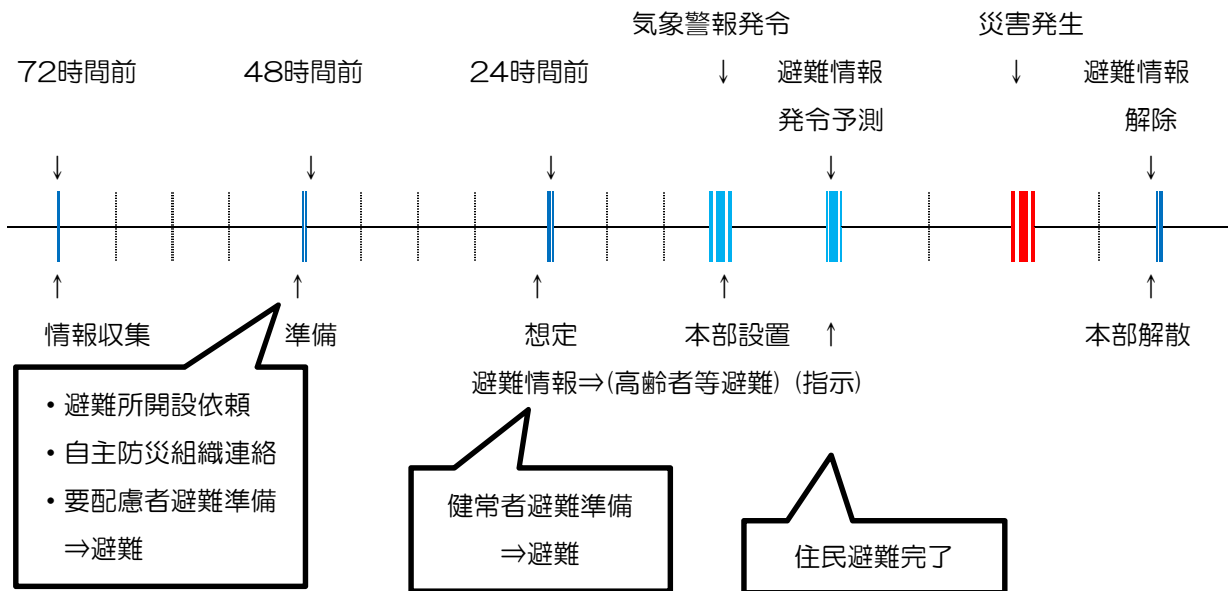 気象警報発令
災害発生
72時間前
48時間前
24時間前
↓
避難情報
↓
避難情報
発令予測
解除
↓
↓
↓
↓
↓
↑
↑
↑
↑
↑
情報収集
準備
想定
本部設置
↑
本部解散
避難情報⇒(高齢者等避難) (指示)
・避難所開設依頼
・自主防災組織連絡
・要配慮者避難準備
⇒避難
健常者避難準備
⇒避難
住民避難完了